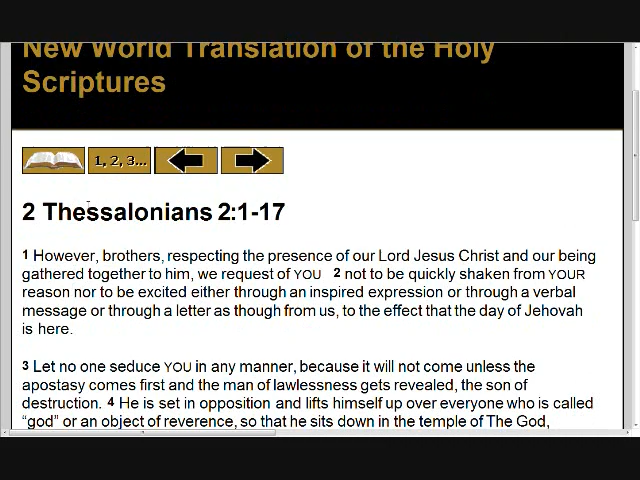 New World Translation of the Holy
Scriptures
1, 2, 3...
2 Thessalonians 2:1-17
1 However, brothers, respecting the presence of our Lord Jesus Christ and our being
gathered together to him, we request of YOU 2 not to be quickly shaken from YOUR
reason nor to be excited either through an inspired expression or through a verbal
message or through a letter as though from us, to the effect that the day of Jehovah
is here.
3 Let no one seduce YOU in any manner, because it will not come unless the
apostasy comes first and the man of lawlessness gets revealed, the son of
destruction. 4 He is set in opposition and lifts himself up over everyone who is called
“god” or an object of reverence, so that he sits down in the temple of The God,